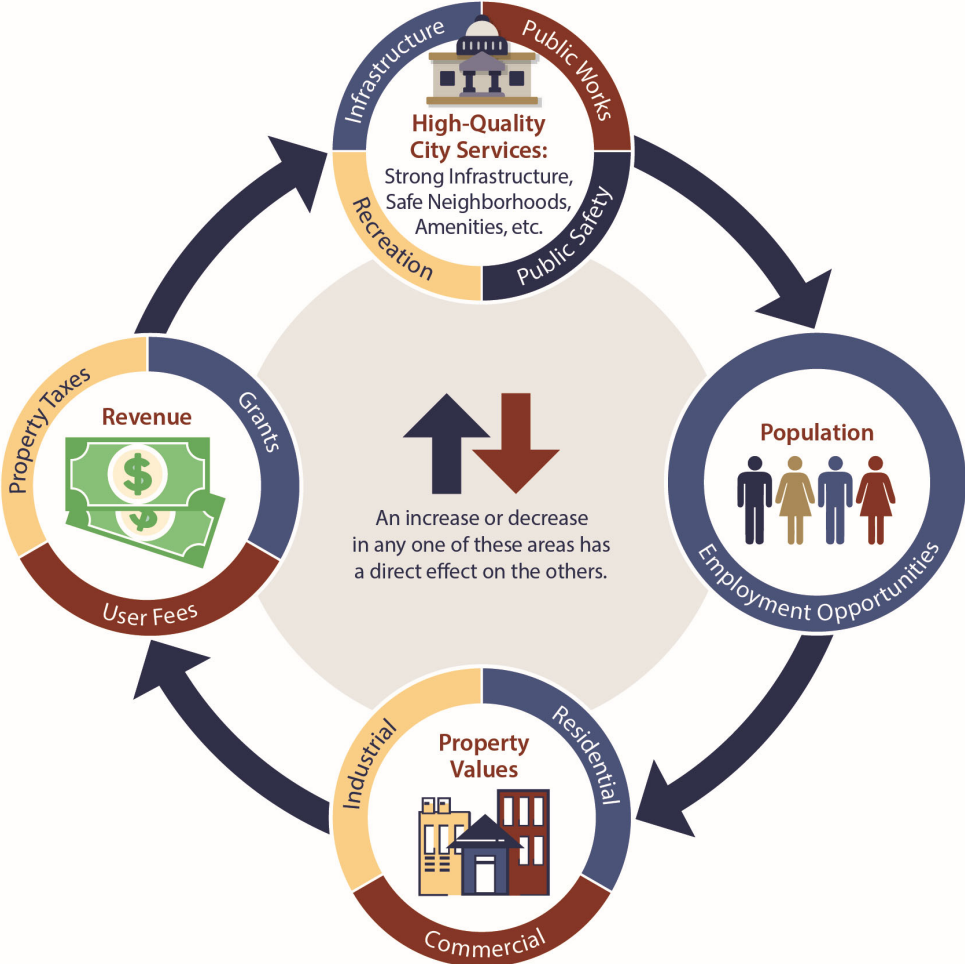 Infrastructure
Public Works
High-Quality
City Services:
Strong Infrastructure,
Safe Neighborhoods,
Amenities, etc.
Recreation
Public Safety
Property Taxes
Grants
Revenue
$
$
User Fees
An increase or decrease
in any one of these areas has
a direct effect on the others.
Population
Employment Opportunities
Industrial
Residential
Property
Values
Commercial